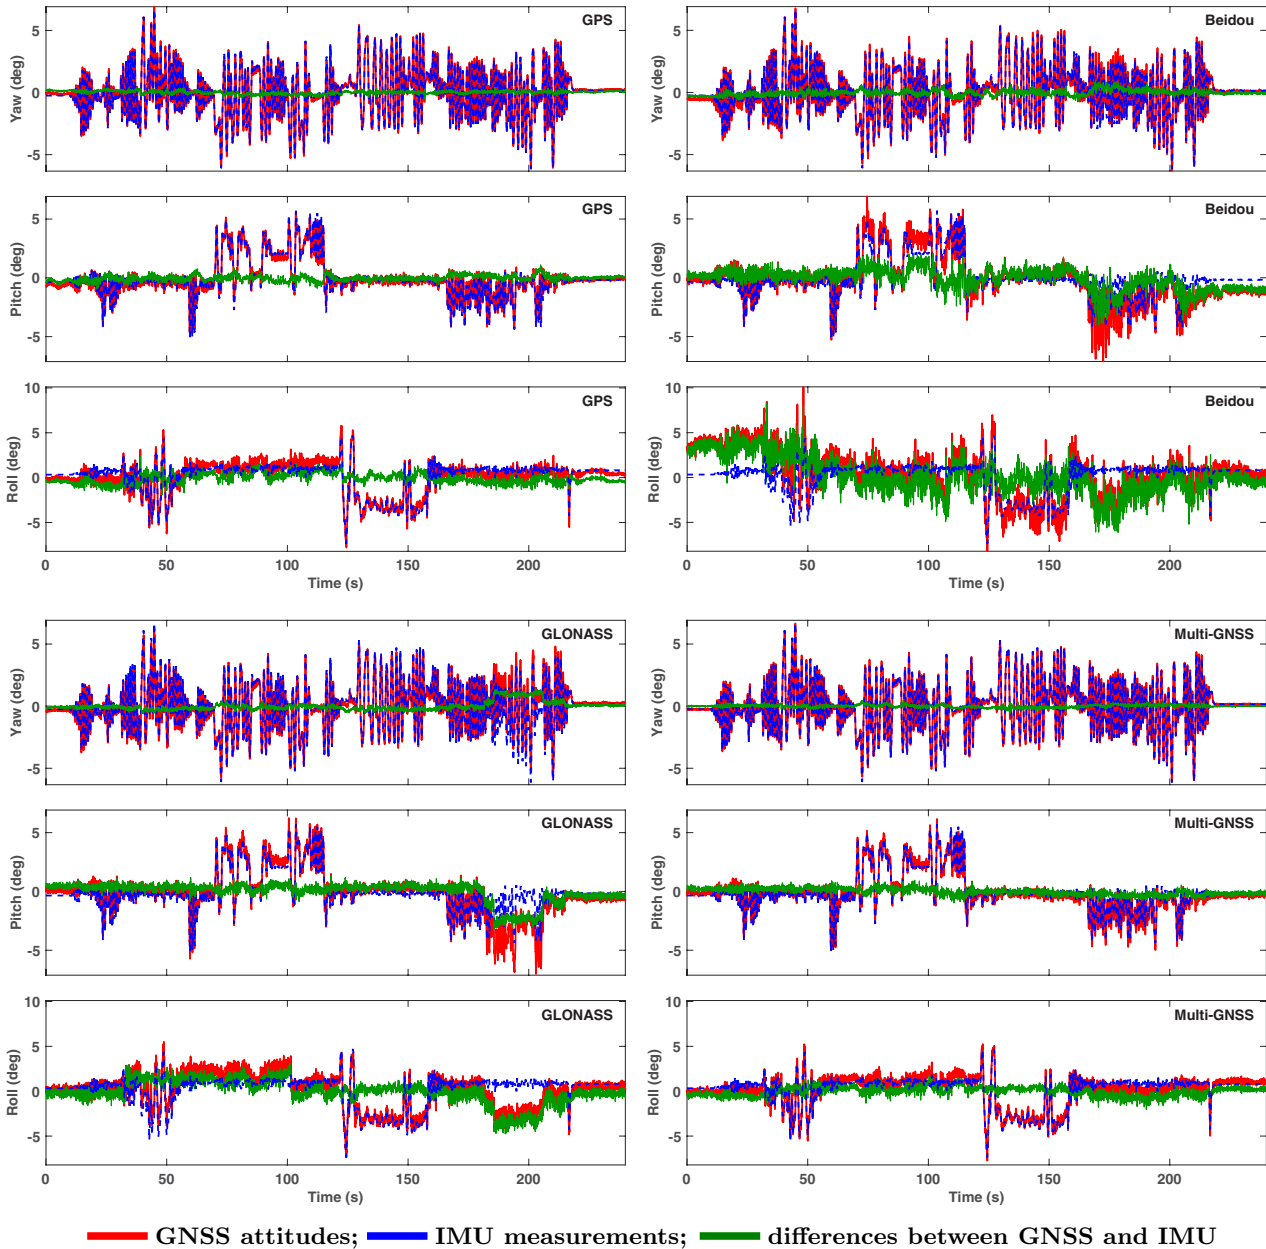 GPS
Yaw (deg)
5
0
-5
Beidou
Yaw (deg)
5
0
-5
GPS
Pitch (deg)
5
0
-5
Beidou
Pitch (deg)
5
0
-5
GPS
Roll (deg)
10
5
0
-5
0 50 100 150 200
Time (s)
Beidou
Roll (deg)
10
5
0
-5
0 50 100 150 200
Time (s)
GLONASS
Yaw (deg)
5
0
-5
Multi-GNSS
Yaw (deg)
5
0
-5
GLONASS
Pitch (deg)
5
0
-5
Multi-GNSS
Pitch (deg)
5
0
-5
GLONASS
Roll (deg)
10
5
0
-5
0 50 100 150 200
Time (s)
Multi-GNSS
Roll (deg)
10
5
0
-5
0 50 100 150 200
Time (s)
GNSS attitudes; IMU measurements; differences between GNSS and IMU